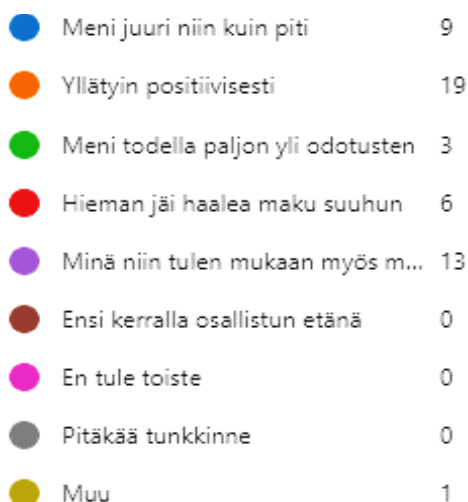 Meni juuri niin kuin piti 9
Yllätyin positiivisesti 19
Meni todella paljon yli odotusten 3
Hieman jäi haalea maku suuhun 6
Minä niin tulen mukaan myös m... 13
Ensi kerralla osallistun etänä 0
En tule toiste 0
Pitäkää tunkkinne 0
Muu 1